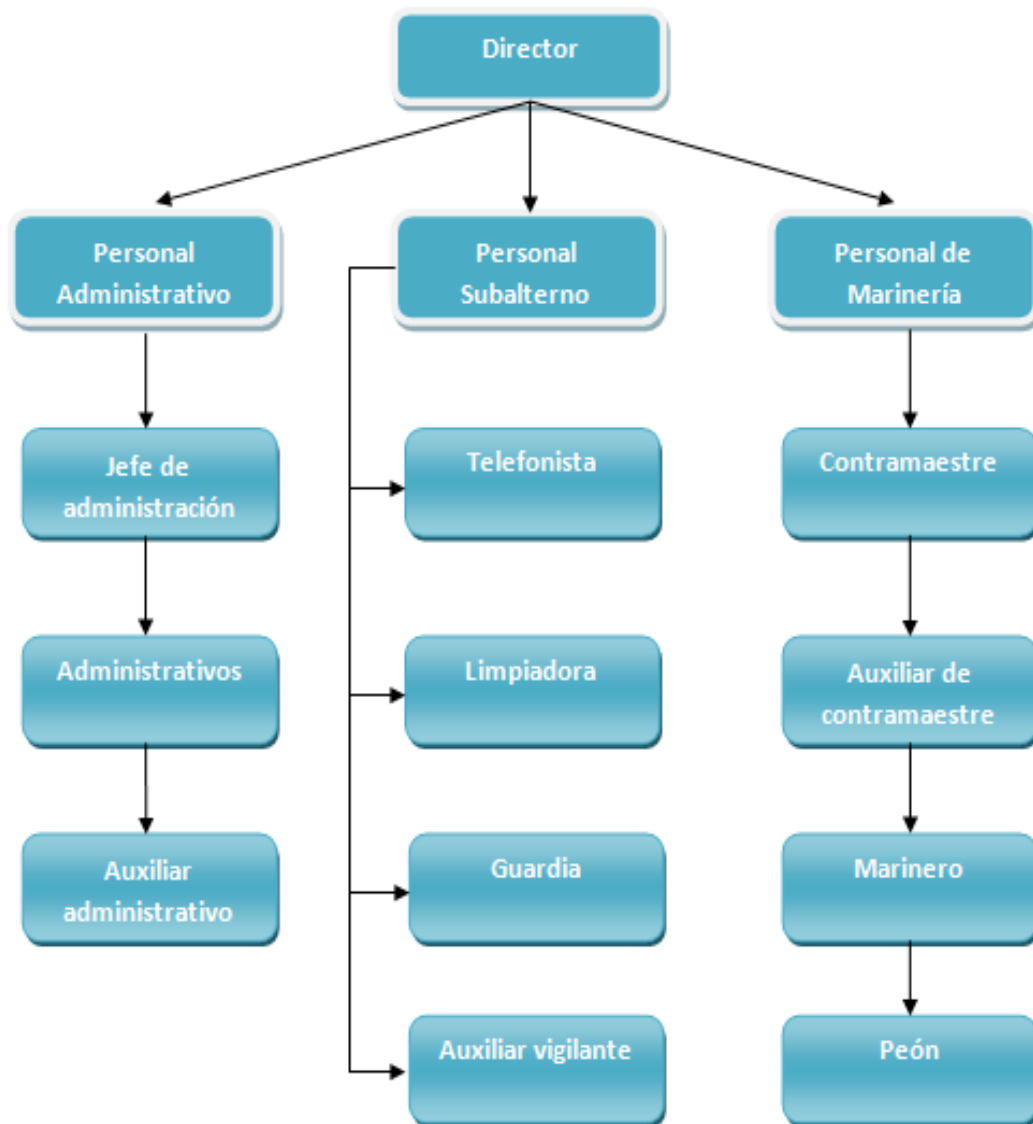 Director
Personal
Administrativo
Personal
Subalterno
Personal de
Marinería
Jefe de
administración
Telefonista
Contramaestre
Administrativos
Limpiadora
Auxiliar de
contramaestre
Auxiliar
administrativo
Guardia
Marinero
Auxiliar vigilante
Peón